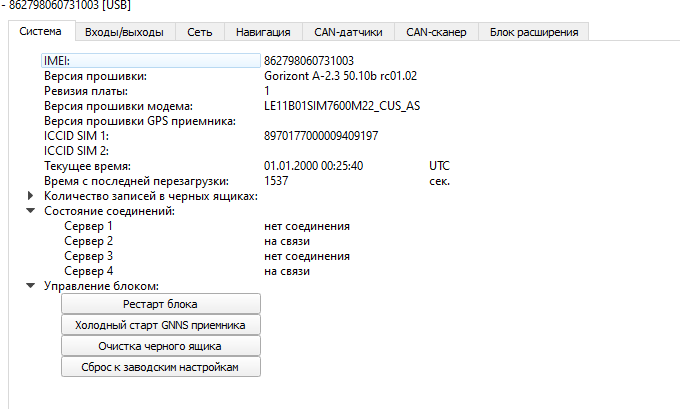 - 862798060731003 [USB]
Система Входы/выходы Сеть Навигация CAN-датчики CAN-сканер Блок расширения
IMEI: 862798060731003
Версия прошивки: Gorizont A-2.3 50.10b rc01.02
Ревизия платы: 1
Версия прошивки модема: LE11B01SIM7600M22_CUS_AS
Версия прошивки GPS приемника:
ICCID SIM 1: 8970177000009409197
ICCID SIM 2:
Текущее время: 01.01.2000 00:25:40 UTC
Время с последней перезагрузки: 1537 сек.
Количество записей в черных ящиках:
Состояние соединений:
Сервер 1 нет соединения
Сервер 2 на связи
Сервер 3 нет соединения
Сервер 4 на связи
Управление блоком:
Рестарт блока
Холодный старт GNNS приемника
Очистка черного ящика
Сброс к заводским настройкам